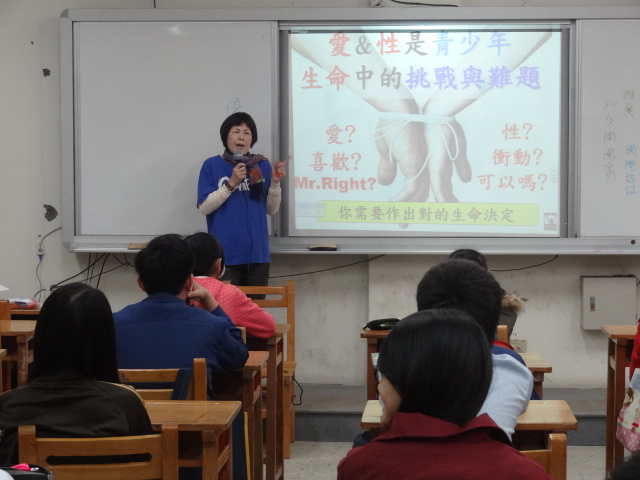 愛&性是青少年
生命中的挑戰與難題
愛?
喜歡?
Mr.Right?
性?
衝動?
可以嗎?
你需要作出對的生命決定